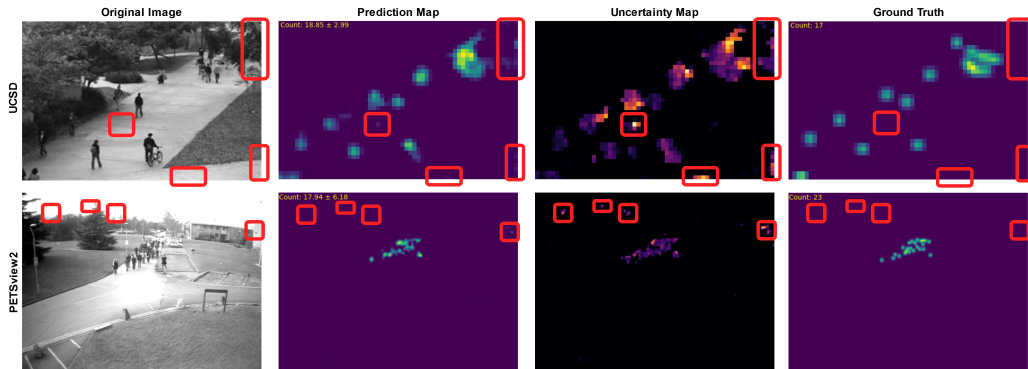 Original Image
Prediction Map
Uncertainty Map
Ground Truth
UCSD
Count: 18.85 ± 2.99
Count: 17
PETSview2
Count: 17.94 ± 6.18
Count: 23